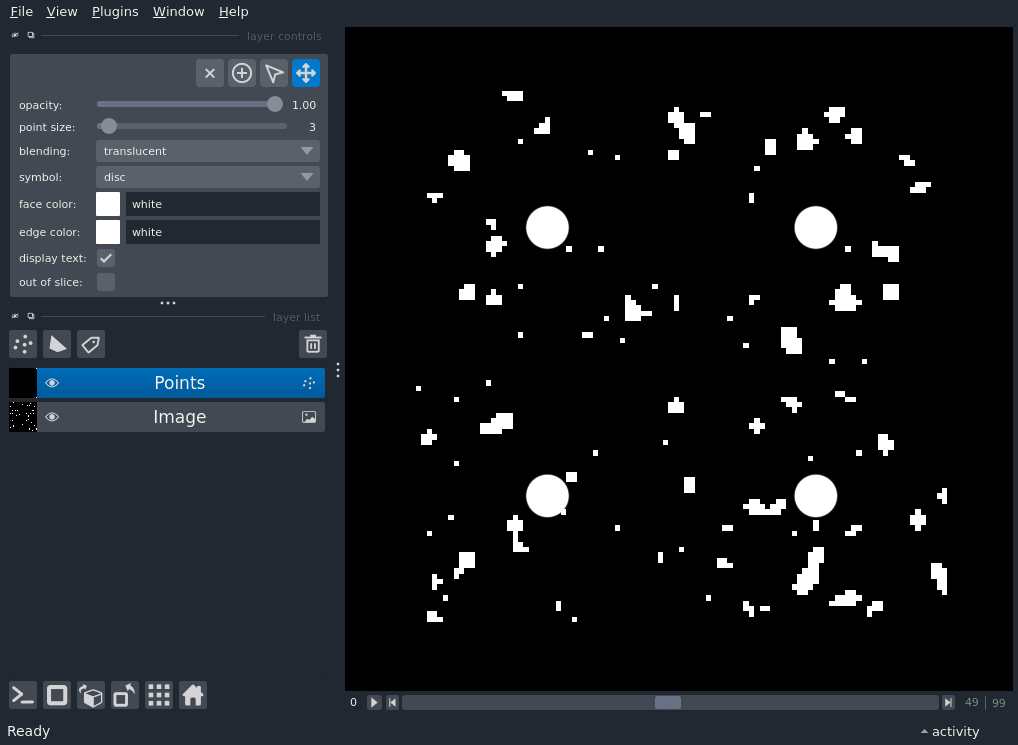 File View Plugins Window Help
layer controls
opacity: 1.00
point size: 3
blending: translucent
symbol: disc
face color: white
edge color: white
display text:
out of slice:
layer list
Points
Image
0 49 99
Ready activity